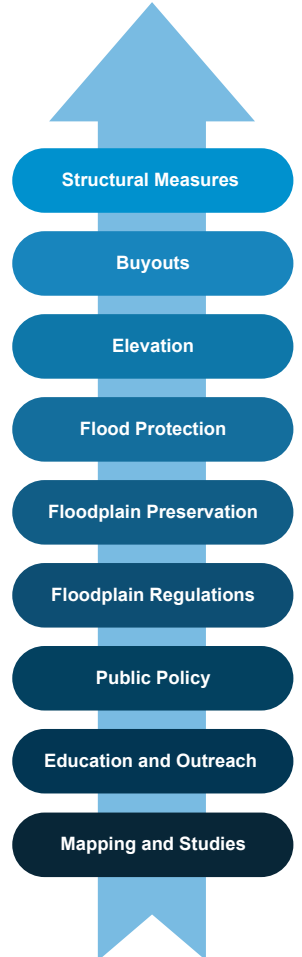 Structural Measures
Buyouts
Elevation
Flood Protection
Floodplain Preservation
Floodplain Regulations
Public Policy
Education and Outreach
Mapping and Studies